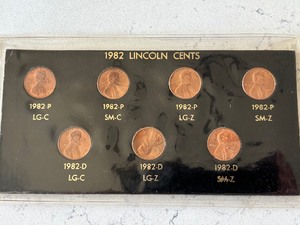 1982 LINCOLN CENTS
1982-P 1982-P 1982-P 1982-P
LG-C SM-C LG-Z SM-Z
1982-D 1982-D 1982-D
LG-C LG-Z SM-Z